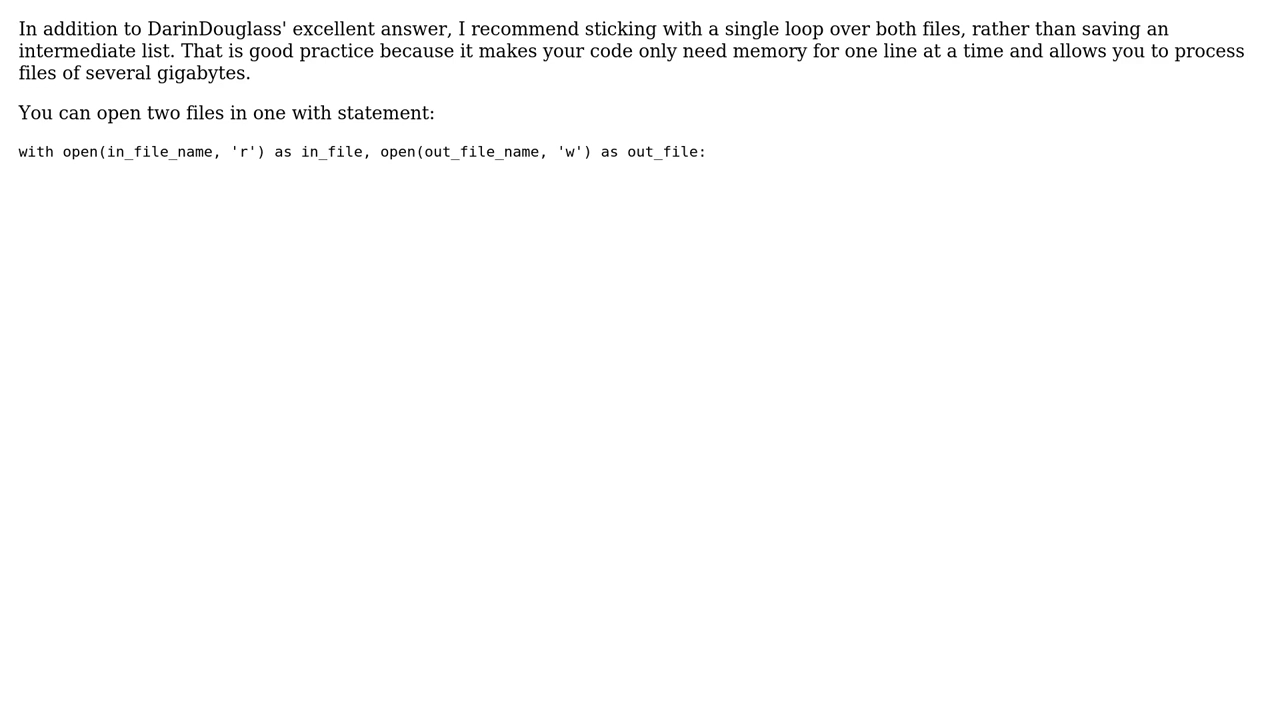 In addition to DarinDouglass' excellent answer, I recommend sticking with a single loop over both files, rather than saving an
intermediate list. That is good practice because it makes your code only need memory for one line at a time and allows you to process
files of several gigabytes.
You can open two files in one with statement:
with open(in_file_name, 'r') as in_file, open(out_file_name, 'w') as out_file: